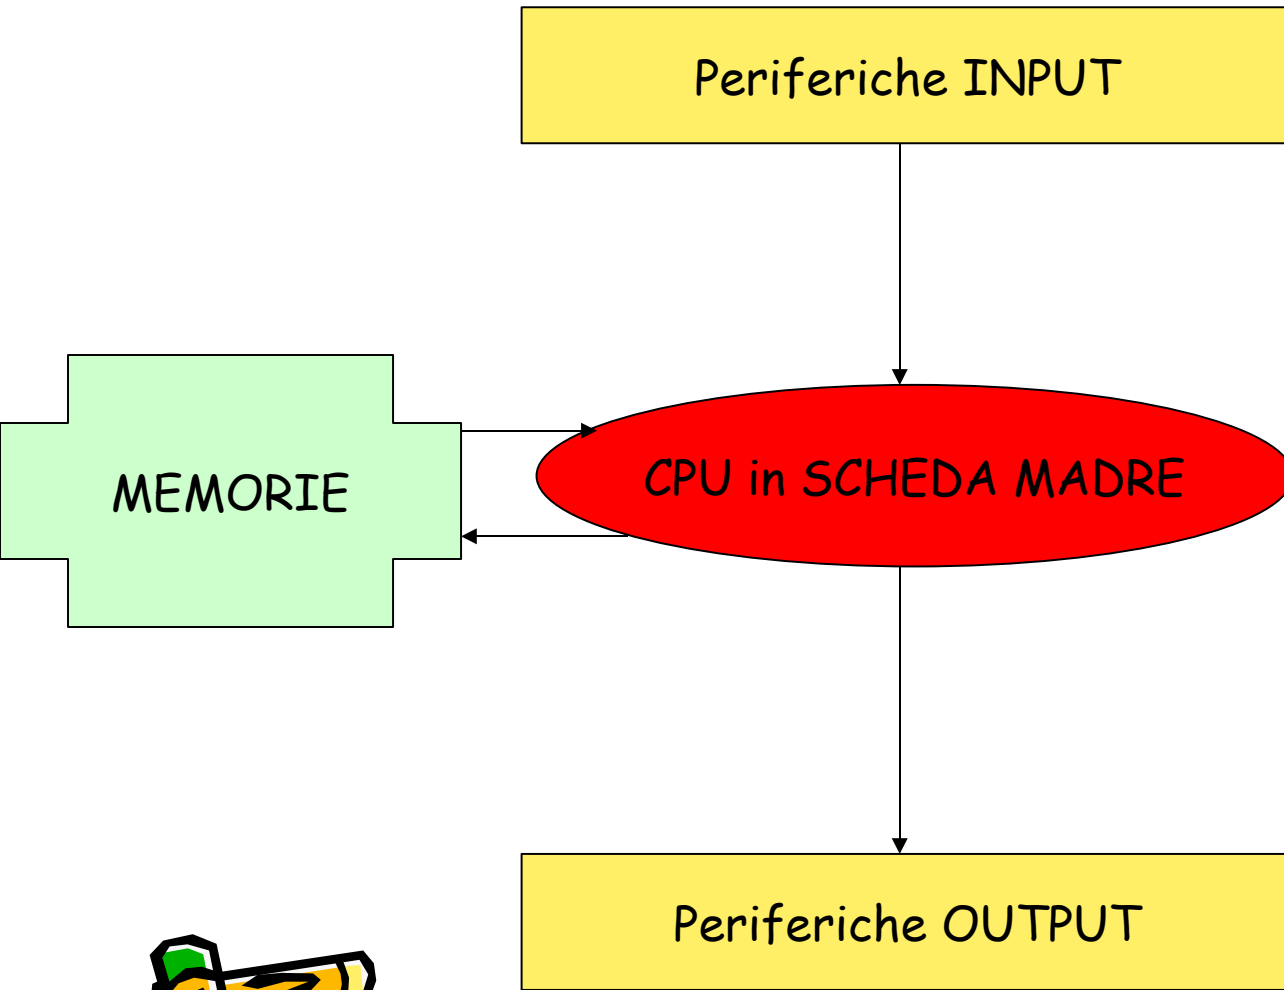 Periferiche INPUT
MEMORIE
CPU in SCHEDA MADRE
Periferiche OUTPUT